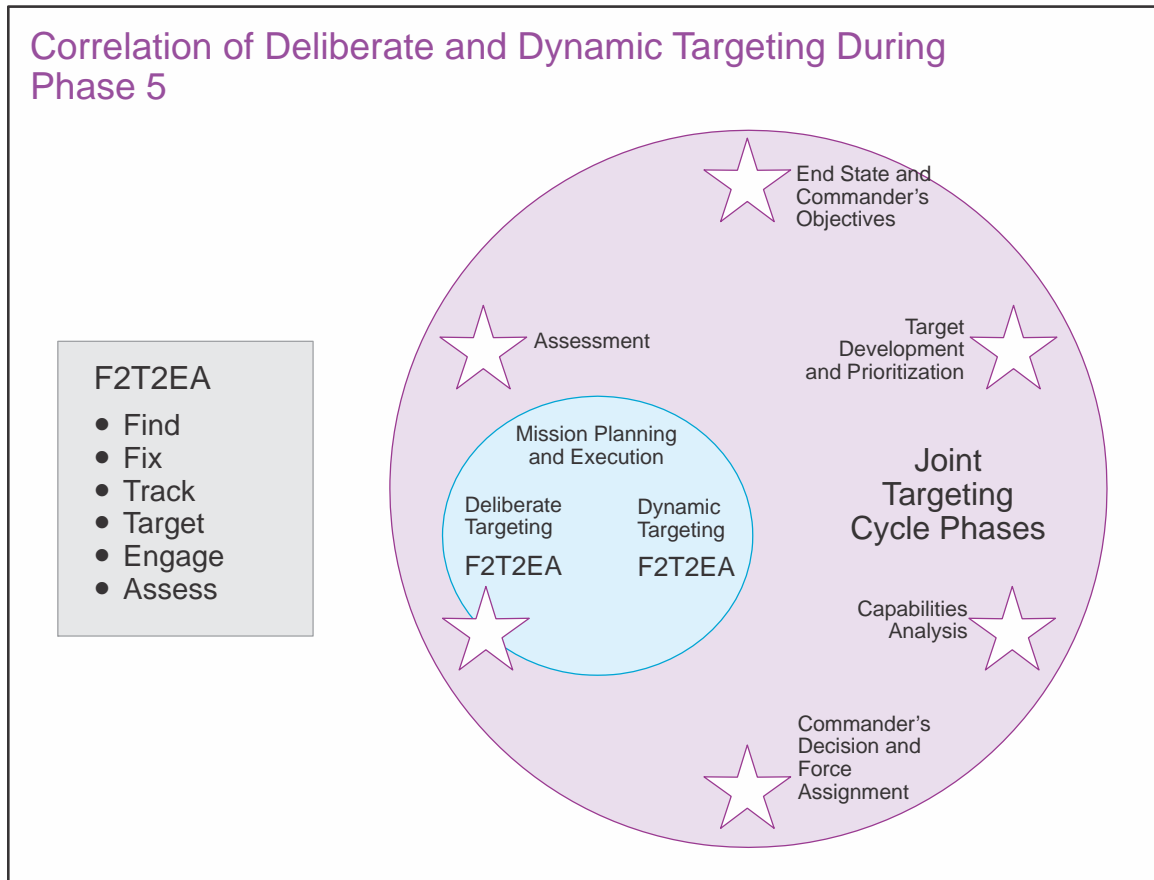 Correlation of Deliberate and Dynamic Targeting During
Phase 5
F2T2EA
● Find
● Fix
● Track
● Target
● Engage
● Assess
End State and
Commander’s
Objectives
Target
Development
and Prioritization
Joint
Targeting
Cycle Phases
Capabilities
Analysis
Commander’s
Decision and
Force
Assignment
Assessment
Mission Planning
and Execution
Deliberate
Targeting
F2T2EA
Dynamic
Targeting
F2T2EA